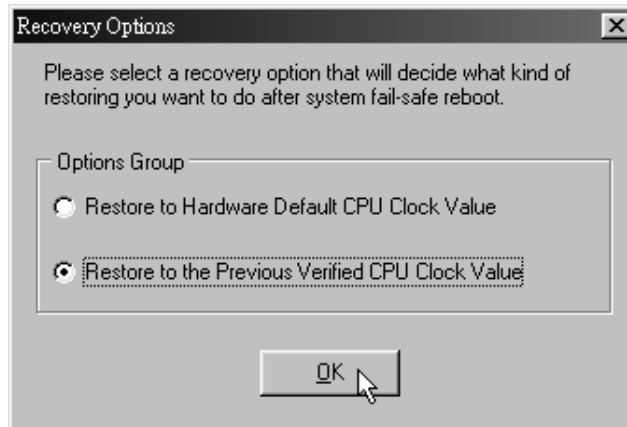 Recovery Options
Please select a recovery option that will decide what kind of
restoring you want to do after system fail-safe reboot.
Options Group
Restore to Hardware Default CPU Clock Value
Restore to the Previous Verified CPU Clock Value
OK